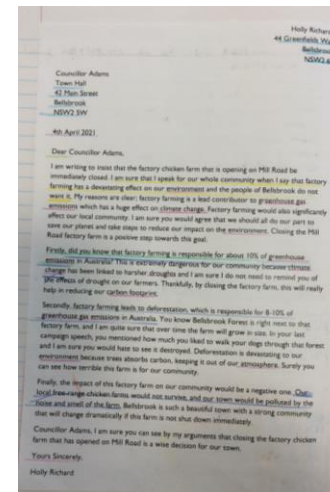 Holly Richard
44 Greenfields
Bellsbrook
NSW2
Councillor Adams
Town Hall
42 Main Street
Bellsbrook
NSW2 5W
4th April 2021
Dear Councillor Adams,
I am writing to insist that the factory chicken farm that is opening on Mill Road be
immediately closed. I am sure that I speak for our whole community when I say that factory
farming has a devastating effect on our environment and the people of Bellsbrook do not
want it. My reasons are clear; factory farming is a lead contributor to greenhouse gas
emissions which has a huge effect on climate change. Factory farming would also significantly
affect our local community. I am sure you would agree that we should all do our part to
save our planet and take steps to reduce our impact on the environment. Closing the Mill
Road factory farm is a positive step towards this goal.
Firstly, did you know that factory farming is responsible for about 10% of greenhouse
emissions in Australia? This is extremely dangerous for our community because climate
change has been linked to harsher droughts and I am sure I do not need to remind you of
the effects of drought on our farmers. Thankfully, by closing the factory farm, this will really
help in reducing our carbon footprint.
Secondly, factory farming leads to deforestation, which is responsible for 8-10% of
greenhouse gas emissions in Australia. You know Bellsbrook Forest is right next to that
factory farm, and I am quite sure that over time the farm will grow in size. In your last
campaign speech, you mentioned how much you liked to walk your dogs through that forest
and I am sure you would hate to see it destroyed. Deforestation is devastating to our
environment because trees absorb carbon, keeping it out of our atmosphere. Surely you
can see how terrible this farm is for our community.
Finally, the impact of this factory farm on our community would be a negative one. Our
local free-range chicken farms would not survive, and our town would be polluted by the
noise and smell of the farm. Bellsbrook is such a beautiful town with a strong community
that will change dramatically if this farm is not shut down immediately.
Councillor Adams, I am sure you can see by my arguments that closing the factory chicken
farm that has opened on Mill Road is a wise decision for our town.
Yours Sincerely,
Holly Richard